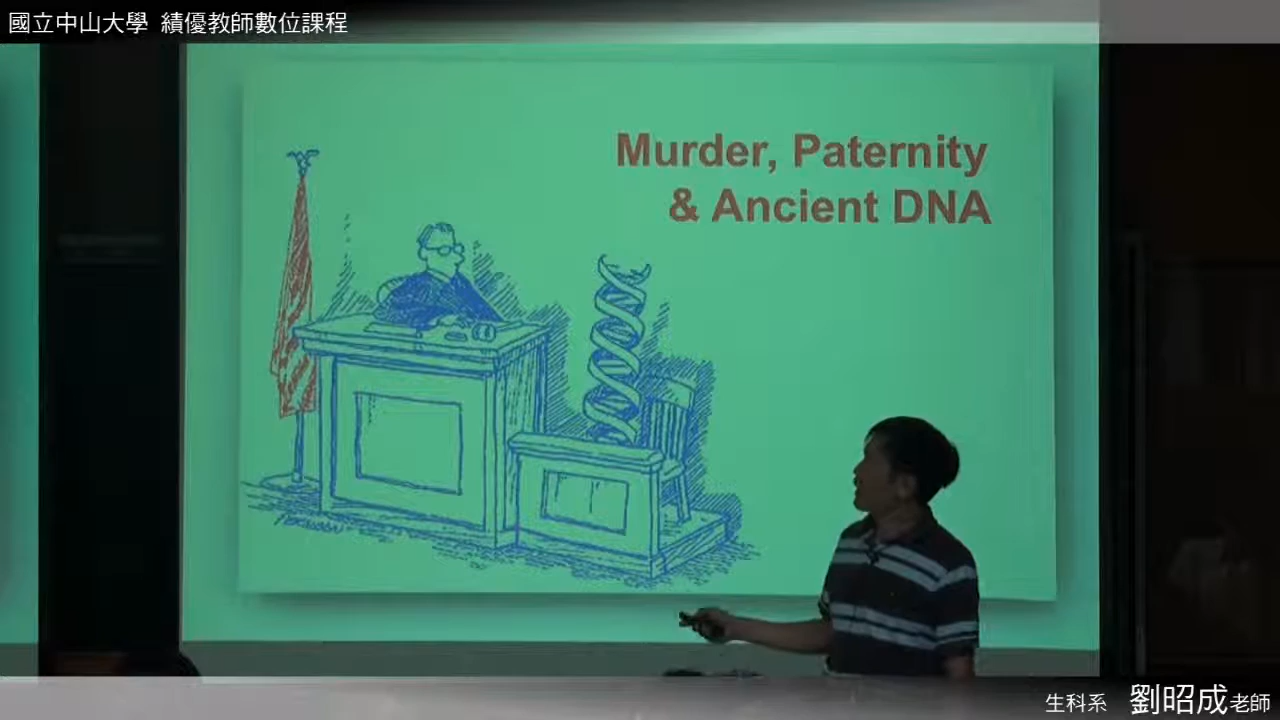 國立中山大學 績優教師數位課程
Murder, Paternity
& Ancient DNA
生科系 劉昭成老師